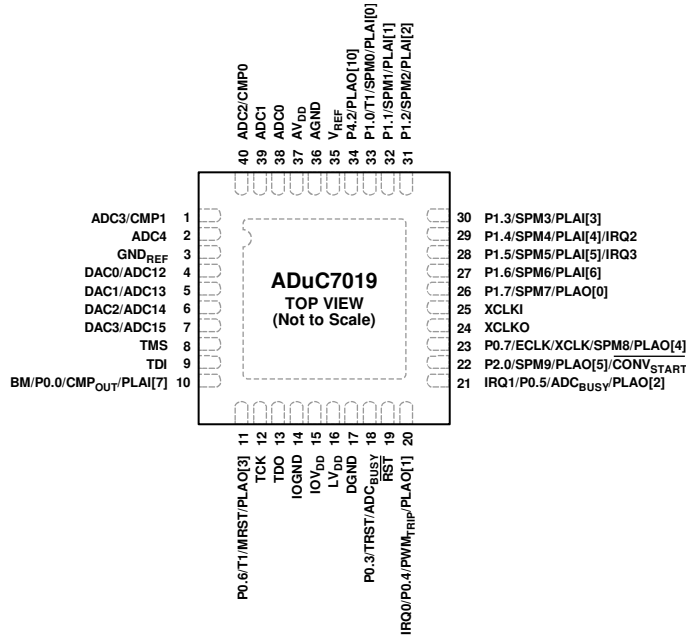 40 ADC2/CMP0
39 ADC1
38 ADC0
37 AVDD
36 AGND
35 VREF
34 P4.2/PLAO[10]
33 P1.0/T1/SPM0/PLAI[0]
32 P1.1/SPM1/PLAI[1]
31 P1.2/SPM2/PLAI[2]
ADC3/CMP1 1
ADC4 2
GNDREF 3
DAC0/ADC12 4
DAC1/ADC13 5
DAC2/ADC14 6
DAC3/ADC15 7
TMS 8
TDI 9
BM/P0.0/CMPOUT/PLAI[7] 10
ADuC7019
TOP VIEW
(Not to Scale)
30 P1.3/SPM3/PLAI[3]
29 P1.4/SPM4/PLAI[4]/IRQ2
28 P1.5/SPM5/PLAI[5]/IRQ3
27 P1.6/SPM6/PLAI[6]
26 P1.7/SPM7/PLAO[0]
25 XCLKI
24 XCLKO
23 P0.7/ECLK/XCLK/SPM8/PLAO[4]
22 P2.0/SPM9/PLAO[5]/CONVSTART
21 IRQ1/P0.5/ADCBUSY/PLAO[2]
P0.6/T1/MRST/PLAO[3] 11
TCK 12
TDO 13
IOGND 14
IOVDD 15
LVDD 16
DGND 17
P0.3/TRST/ADCBUSY 18
RST 19
IRQ0/P0.4/PWMTRIP/PLAO[1] 20